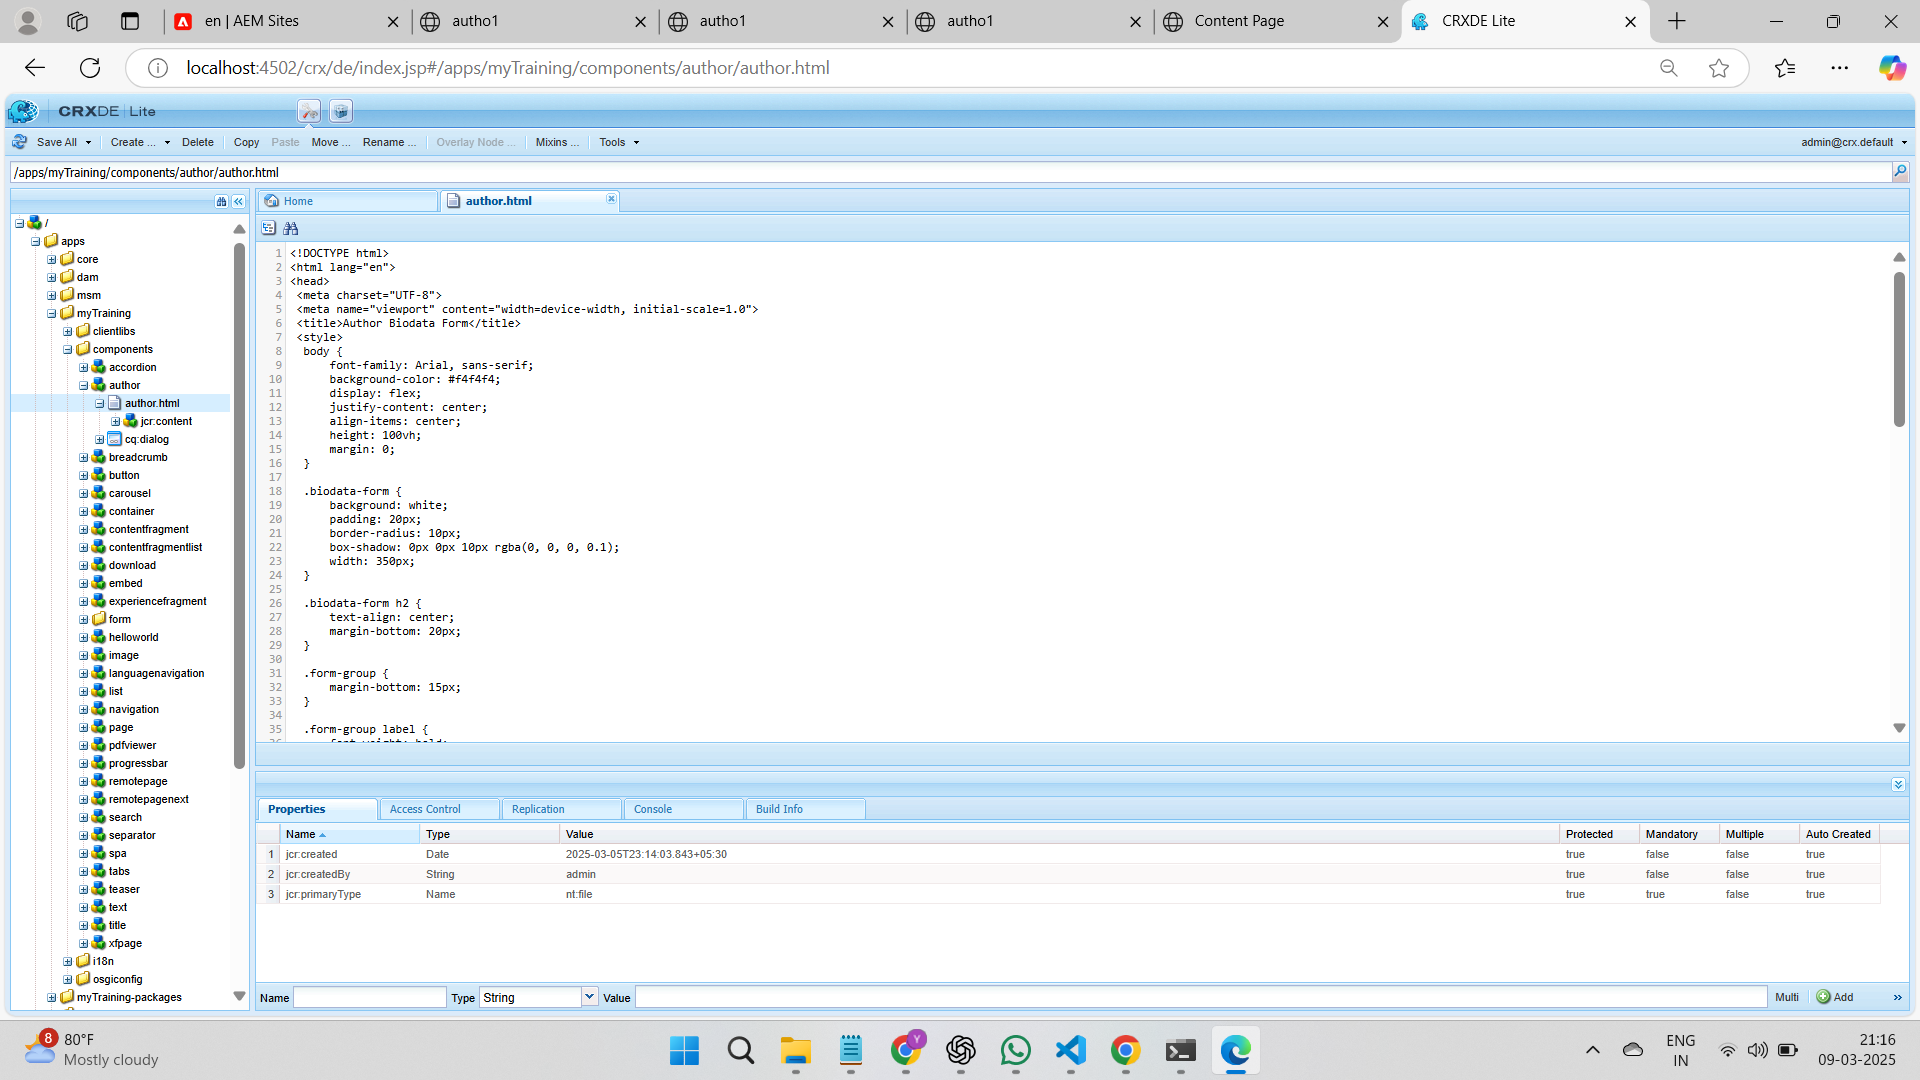 en | AEM Sites
autho1
autho1
autho1
Content Page
CRXDE Lite
localhost:4502/crx/de/index.jsp#/apps/myTraining/components/author/author.html
CRXDE | Lite
Save All
Create ...
Delete
Copy
Paste
Move ...
Rename ...
Overlay Node ...
Mixins ...
Tools
admin@crx.default
/apps/myTraining/components/author/author.html
/
apps
core
dam
msm
myTraining
clientlibs
components
accordion
author
author.html
jcr:content
cq:dialog
breadcrumb
button
carousel
container
contentfragment
contentfragmentlist
download
embed
experiencefragment
form
helloworld
image
languagenavigation
list
navigation
page
pdfviewer
progressbar
remotepage
remotepagenext
search
separator
spa
tabs
teaser
text
title
xfpage
i18n
osgiconfig
myTraining-packages
Home
author.html
1 <!DOCTYPE html>
2 <html lang="en">
3 <head>
4 <meta charset="UTF-8">
5 <meta name="viewport" content="width=device-width, initial-scale=1.0">
6 <title>Author Biodata Form</title>
7 <style>
8 body {
9 font-family: Arial, sans-serif;
10 background-color: #f4f4f4;
11 display: flex;
12 justify-content: center;
13 align-items: center;
14 height: 100vh;
15 margin: 0;
16 }
17
18 .biodata-form {
19 background: white;
20 padding: 20px;
21 border-radius: 10px;
22 box-shadow: 0px 0px 10px rgba(0, 0, 0, 0.1);
23 width: 350px;
24 }
25
26 .biodata-form h2 {
27 text-align: center;
28 margin-bottom: 20px;
29 }
30
31 .form-group {
32 margin-bottom: 15px;
33 }
34
35 .form-group label {
Properties
Access Control
Replication
Console
Build Info
Name Type Value Protected Mandatory Multiple Auto Created
1 jcr:created Date 2025-03-05T23:14:03.843+05:30 true false false true
2 jcr:createdBy String admin true false false true
3 jcr:primaryType Name nt:file true true false true
Name
Type String
Value
Multi
Add
»
8
80°F
Mostly cloudy
Y
ENG
IN
21:16
09-03-2025